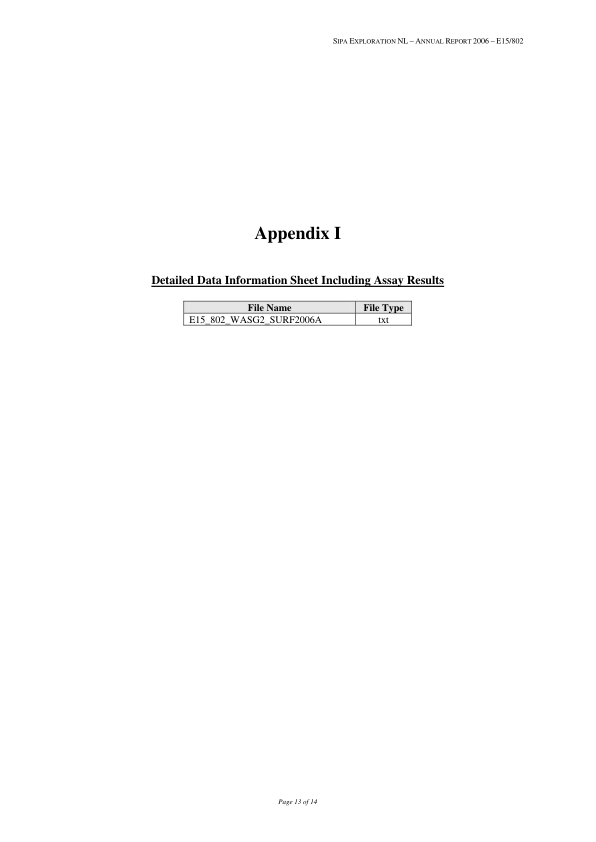 SIPA EXPLORATION NL – ANNUAL REPORT 2006 – E15/802
Appendix I
Detailed Data Information Sheet Including Assay Results
File Name File Type
E15_802_WASG2_SURF2006A txt
Page 13 of 14